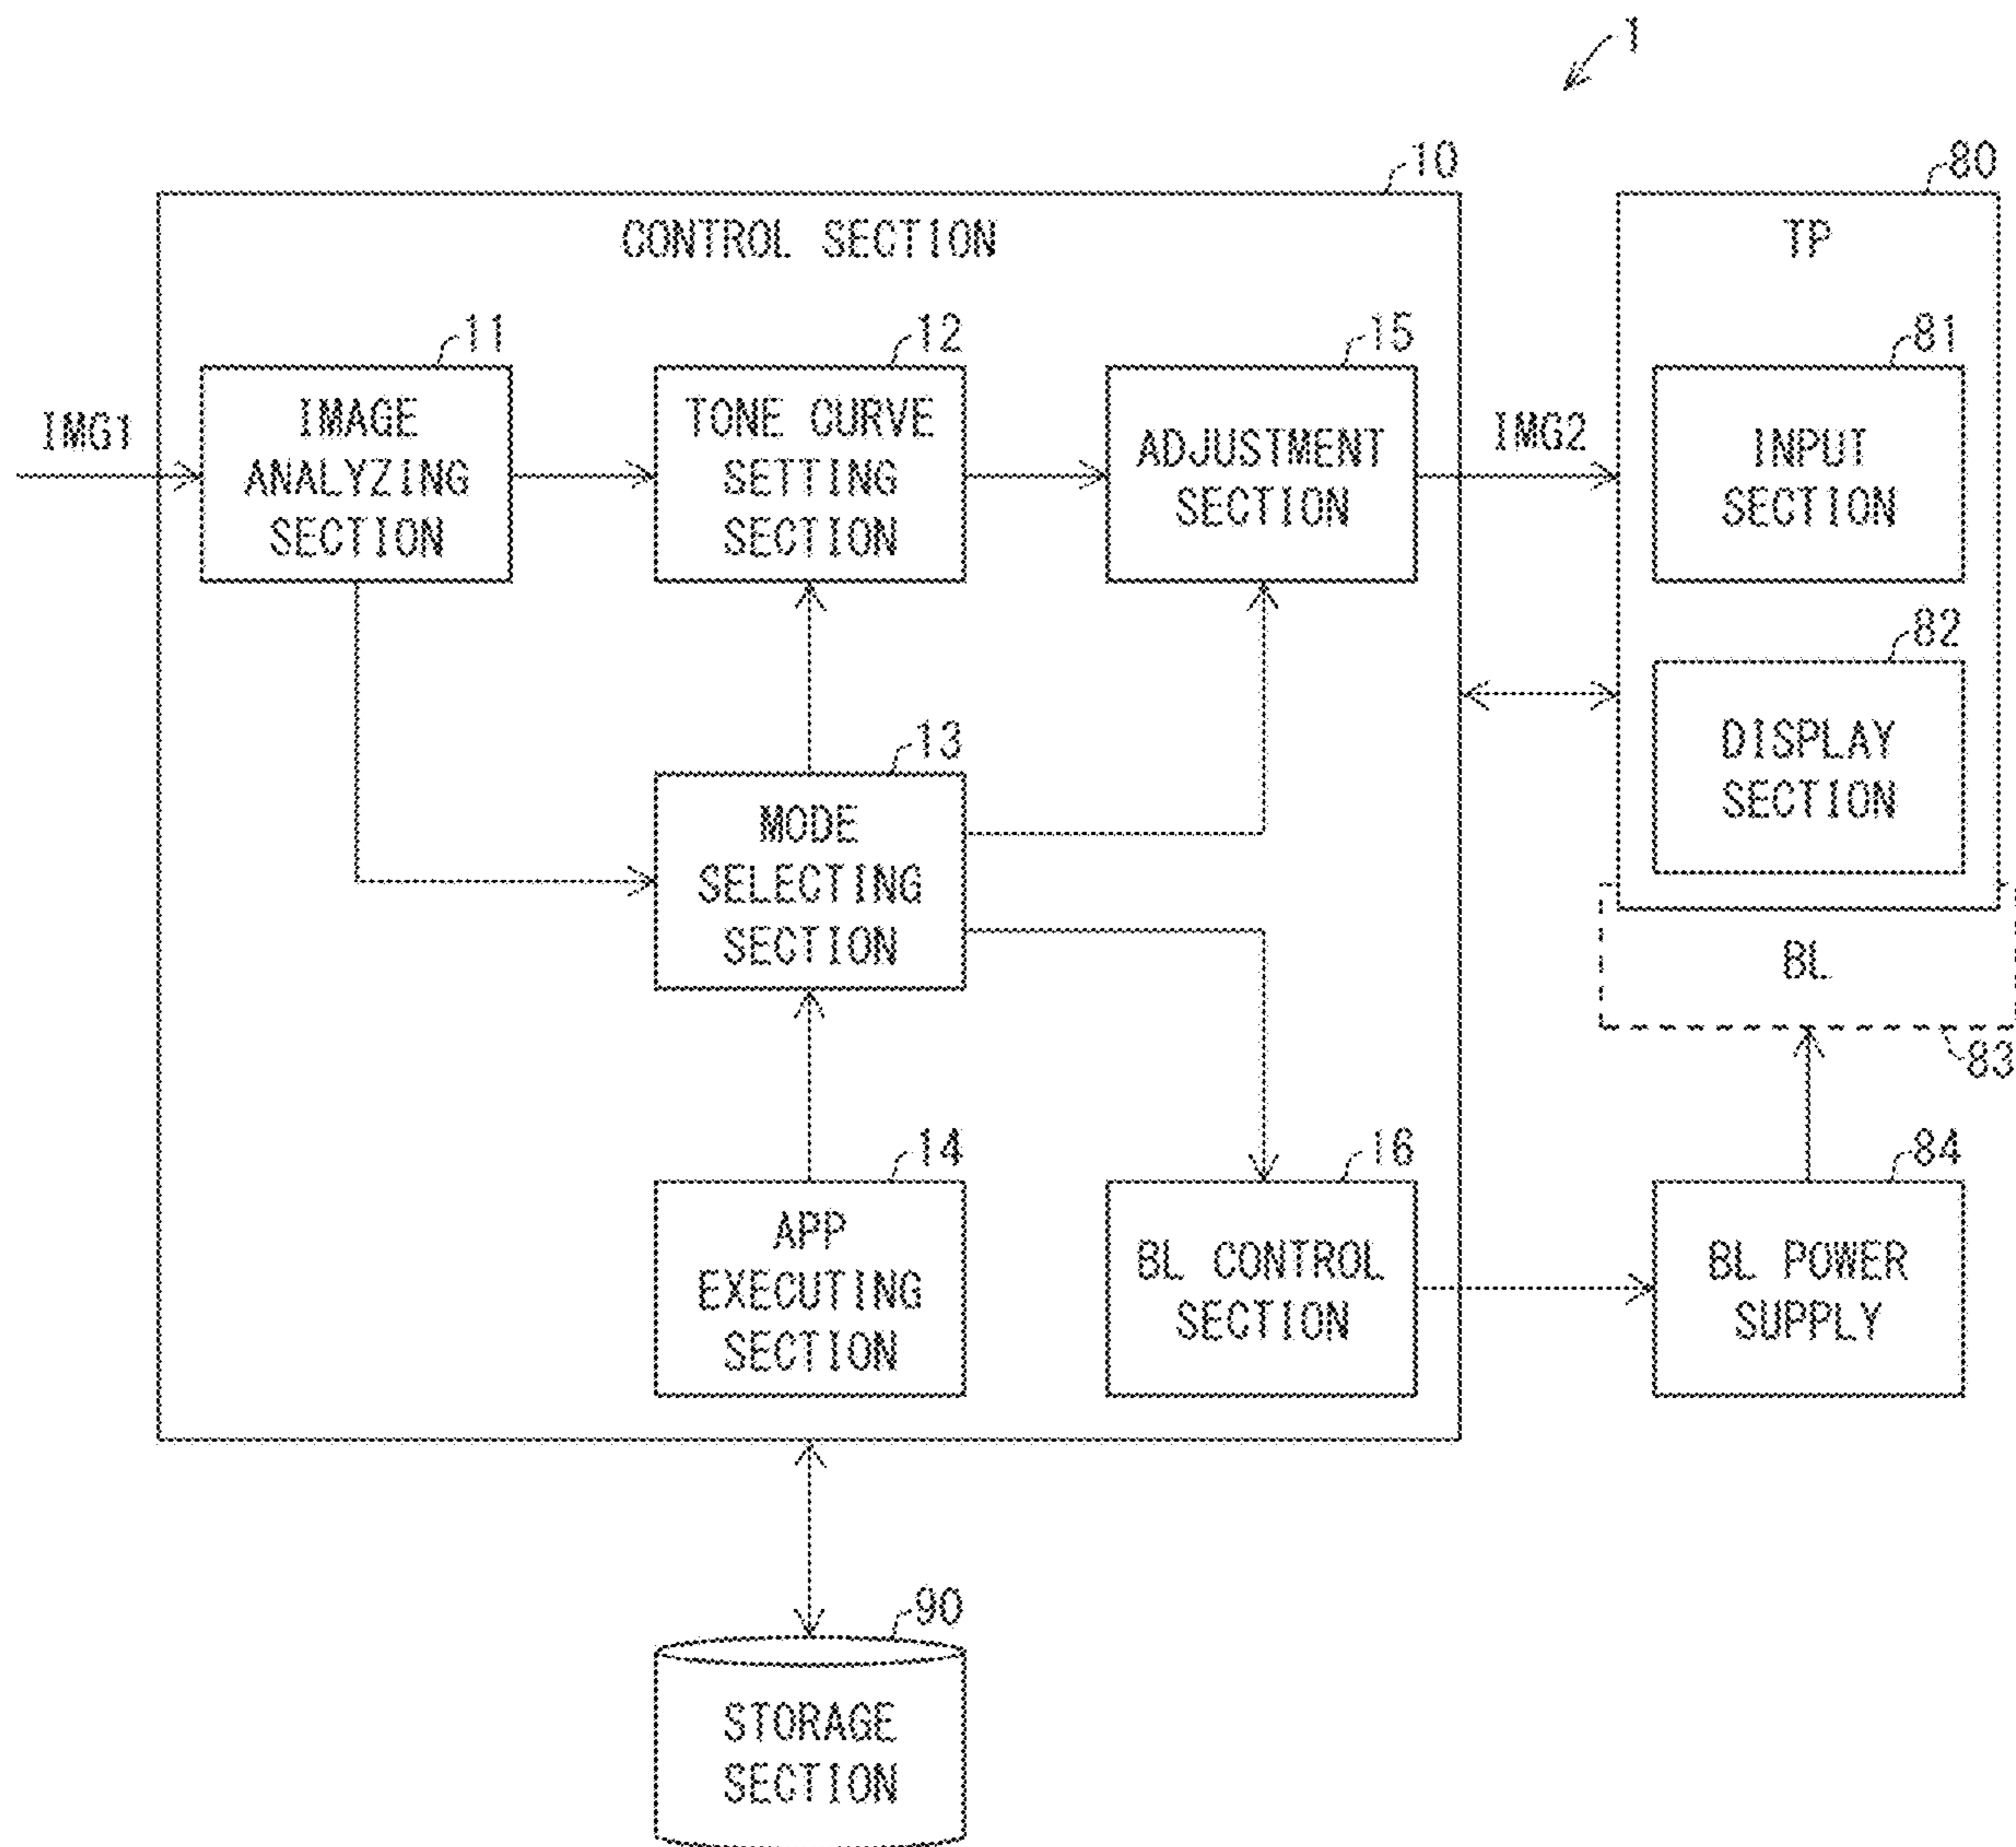 1
10
80
CONTROL SECTION
TP
11
12
15
81
IMG1
IMAGE
ANALYZING
SECTION
TONE CURVE
SETTING
SECTION
ADJUSTMENT
SECTION
IMG2
INPUT
SECTION
82
DISPLAY
SECTION
13
MODE
SELECTING
SECTION
BL
83
14
16
84
APP
EXECUTING
SECTION
BL CONTROL
SECTION
BL POWER
SUPPLY
90
STORAGE
SECTION